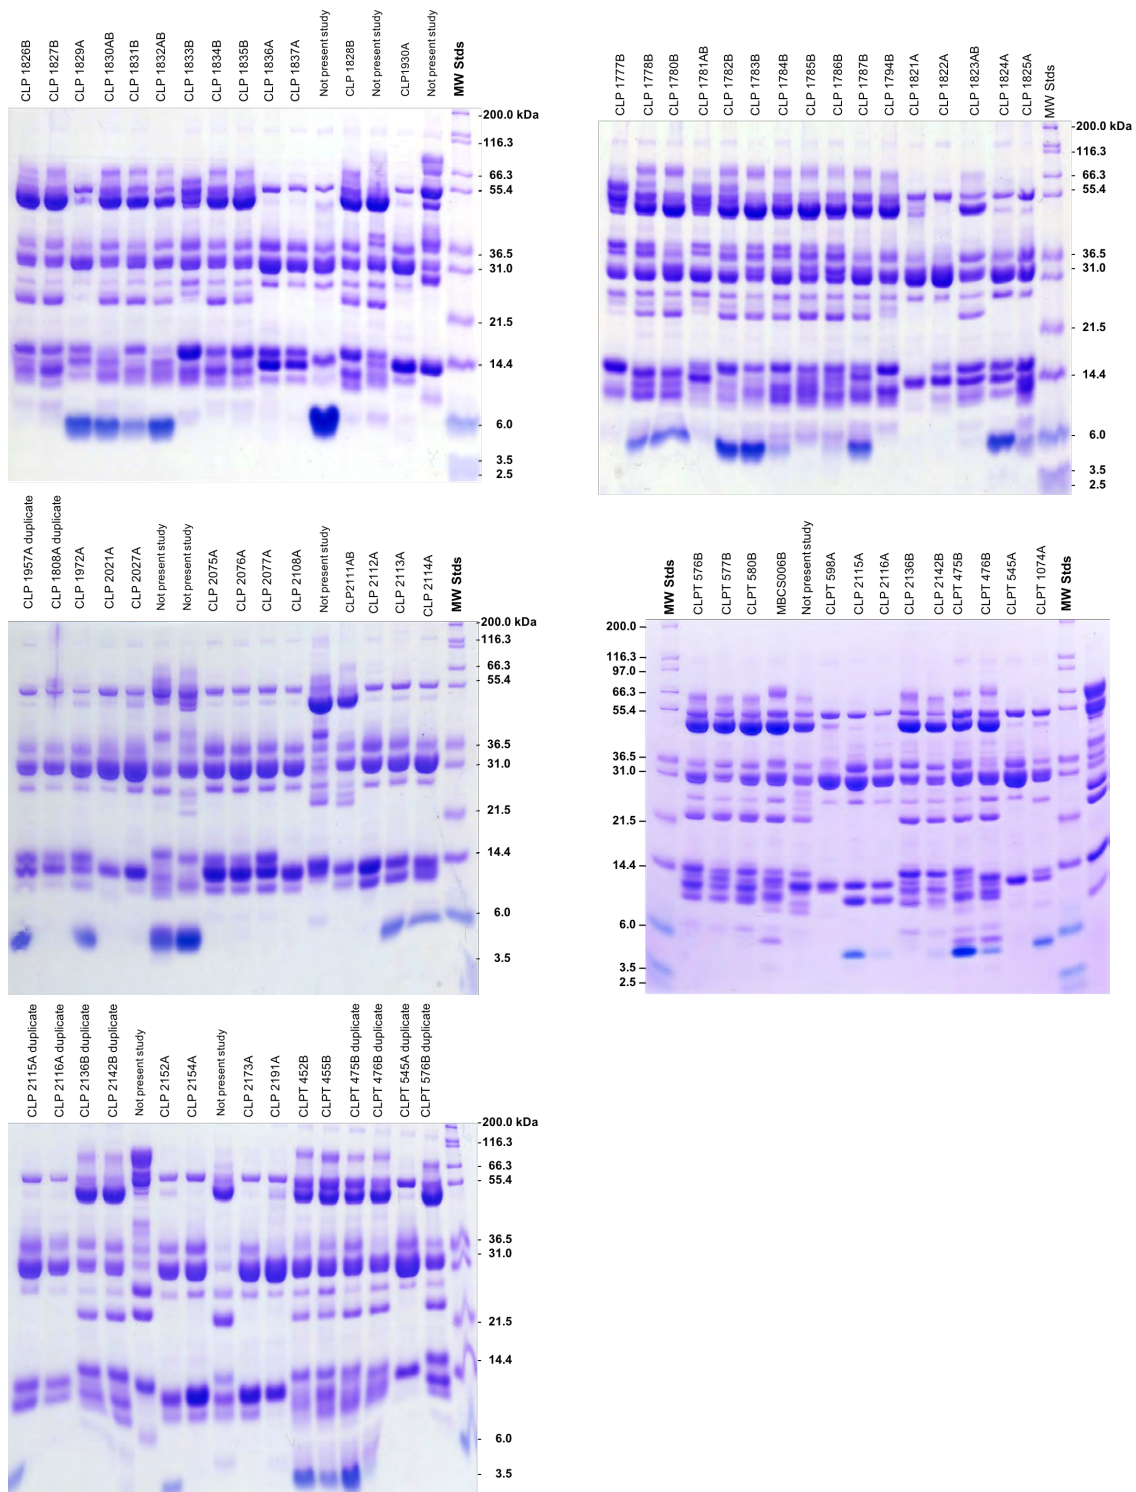 CLP 1826B
CLP 1827B
CLP 1829A
CLP 1830AB
CLP 1831B
CLP 1832AB
CLP 1833B
CLP 1834B
CLP 1835B
CLP 1836A
CLP 1837A
Not present study
CLP 1828B
Not present study
CLP1930A
Not present study
MW Stds
-200.0 kDa
-116.3
- 66.3
- 55.4
- 36.5
- 31.0
- 21.5
- 14.4
- 6.0
- 3.5
- 2.5
CLP 1777B
CLP 1778B
CLP 1780B
CLP 1781AB
CLP 1782B
CLP 1783B
CLP 1784B
CLP 1785B
CLP 1786B
CLP 1787B
CLP 1794B
CLP 1821A
CLP 1822A
CLP 1823AB
CLP 1824A
CLP 1825A
MW Stds
-200.0 kDa
-116.3
- 66.3
- 55.4
- 36.5
- 31.0
- 21.5
- 14.4
- 6.0
- 3.5
- 2.5
CLP 1957A duplicate
CLP 1808A duplicate
CLP 1972A
CLP 2021A
CLP 2027A
Not present study
Not present study
CLP 2075A
CLP 2076A
CLP 2077A
CLP 2108A
Not present study
CLP2111AB
CLP 2112A
CLP 2113A
CLP 2114A
MW Stds
-200.0 kDa
-116.3
- 66.3
- 55.4
- 36.5
- 31.0
- 21.5
- 14.4
- 6.0
- 3.5
MW Stds
CLPT 576B
CLPT 577B
CLPT 580B
MBCS006B
Not present study
CLPT 598A
CLP 2115A
CLP 2116A
CLP 2136B
CLP 2142B
CLPT 475B
CLPT 476B
CLPT 545A
CLPT 1074A
MW Stds
200.0 –
116.3 –
97.0 –
66.3 –
55.4 –
36.5 –
31.0 –
21.5 –
14.4 –
6.0 –
3.5 –
2.5 –
CLP 2115A duplicate
CLP 2116A duplicate
CLP 2136B duplicate
CLP 2142B duplicate
Not present study
CLP 2152A
CLP 2154A
Not present study
CLP 2173A
CLP 2191A
CLPT 452B
CLPT 455B
CLPT 475B duplicate
CLPT 476B duplicate
CLPT 545A duplicate
CLPT 576B duplicate
-200.0 kDa
-116.3
- 66.3
- 55.4
- 36.5
- 31.0
- 21.5
- 14.4
- 6.0
- 3.5